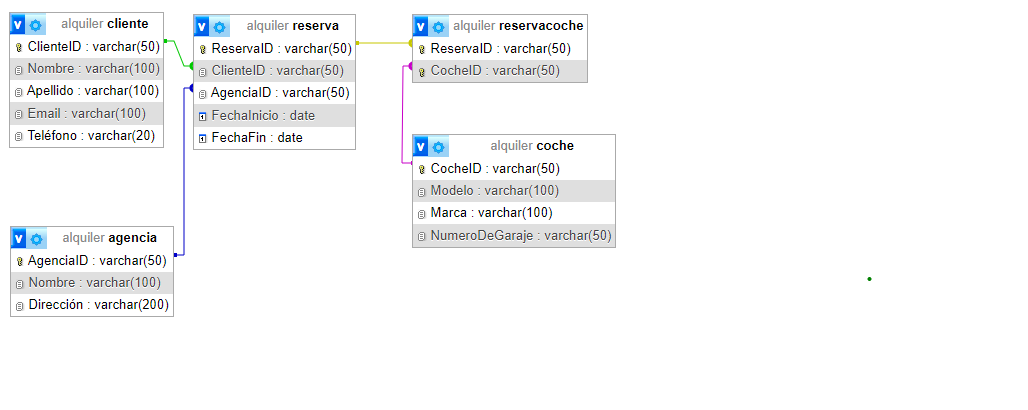 v alquiler cliente
ClienteID : varchar(50)
Nombre : varchar(100)
Apellido : varchar(100)
Email : varchar(100)
Teléfono : varchar(20)
v alquiler reserva
ReservaID : varchar(50)
ClienteID : varchar(50)
AgenciaID : varchar(50)
FechaInicio : date
FechaFin : date
v alquiler reservacoche
ReservaID : varchar(50)
CocheID : varchar(50)
v alquiler coche
CocheID : varchar(50)
Modelo : varchar(100)
Marca : varchar(100)
NumeroDeGaraje : varchar(50)
v alquiler agencia
AgenciaID : varchar(50)
Nombre : varchar(100)
Dirección : varchar(200)